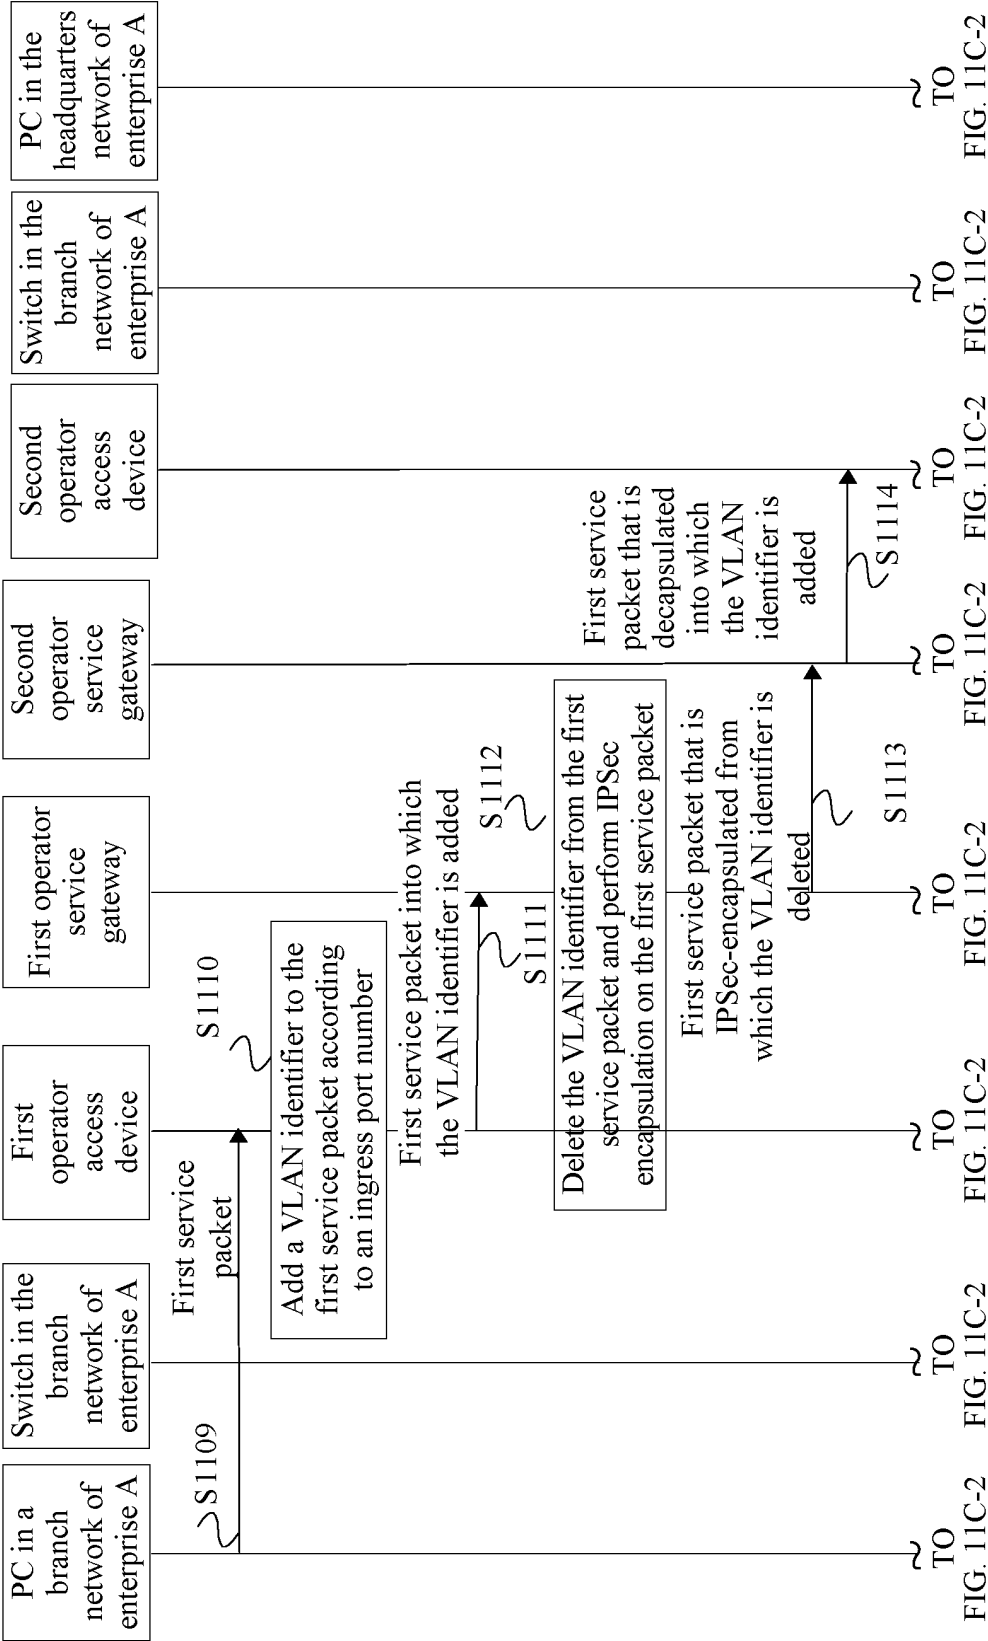 PC in a
branch
network of
enterprise A
Switch in the
branch
network of
enterprise A
First
operator
access
device
First operator
service
gateway
Second
operator
service
gateway
Second
operator
access
device
Switch in the
branch
network of
enterprise A
PC in the
headquarters
network of
enterprise A
S1109
First service
packet
S1110
Add a VLAN identifier to the
first service packet according
to an ingress port number
First service packet into which
the VLAN identifier is added
S1111
S1112
Delete the VLAN identifier from the first
service packet and perform IPSec
encapsulation on the first service packet
First service packet that is
IPSec-encapsulated from
which the VLAN identifier is
deleted
S1113
First service
packet that is
decapsulated
into which
the VLAN
identifier is
added
S1114
TO
FIG. 11C-2
TO
FIG. 11C-2
TO
FIG. 11C-2
TO
FIG. 11C-2
TO
FIG. 11C-2
TO
FIG. 11C-2
TO
FIG. 11C-2
TO
FIG. 11C-2